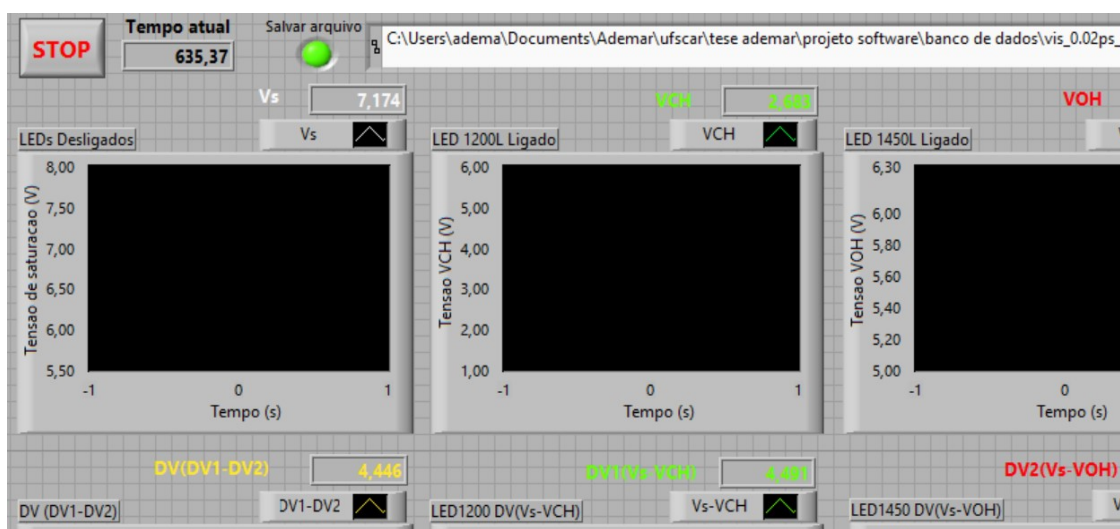 STOP
Tempo atual
635,37
Salvar arquivo
C:\Users\adema\Documents\Ademar\ufscar\tese ademar\projeto software\banco de dados\vis_0.02ps_
Vs 7,174
VCH 2,683
VOH
LEDs Desligados
Vs
LED 1200L Ligado
VCH
LED 1450L Ligado
Tensao de saturacao (V)
8,00
7,50
7,00
6,50
6,00
5,50
-1 0 1
Tempo (s)
Tensao VCH (V)
6,00
5,00
4,00
3,00
2,00
1,00
-1 0 1
Tempo (s)
Tensao VOH (V)
6,30
6,00
5,80
5,60
5,40
5,20
5,00
-1 0
Tempo (s)
DV(DV1-DV2) 4,446
DV1(Vs-VCH) 4,491
DV2(Vs-VOH)
DV (DV1-DV2)
DV1-DV2
LED1200 DV(Vs-VCH)
Vs-VCH
LED1450 DV(Vs-VOH)